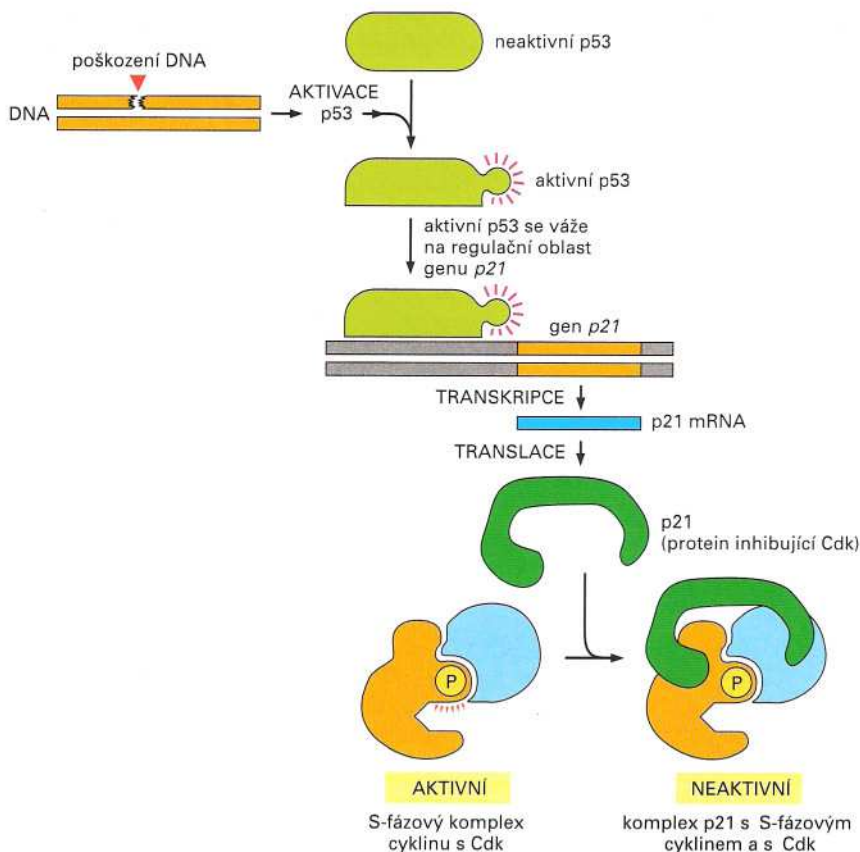 neaktivní p53
poškození DNA
DNA
AKTIVACE
p53
aktivní p53
aktivní p53 se váže
na regulační oblast
genu p21
gen p21
TRANSKRIPCE
p21 mRNA
TRANSLACE
p21
(protein inhibující Cdk)
P
P
AKTIVNÍ
S-fázový komplex
cyklinu s Cdk
NEAKTIVNÍ
komplex p21 s S-fázovým
cyklinem a s Cdk